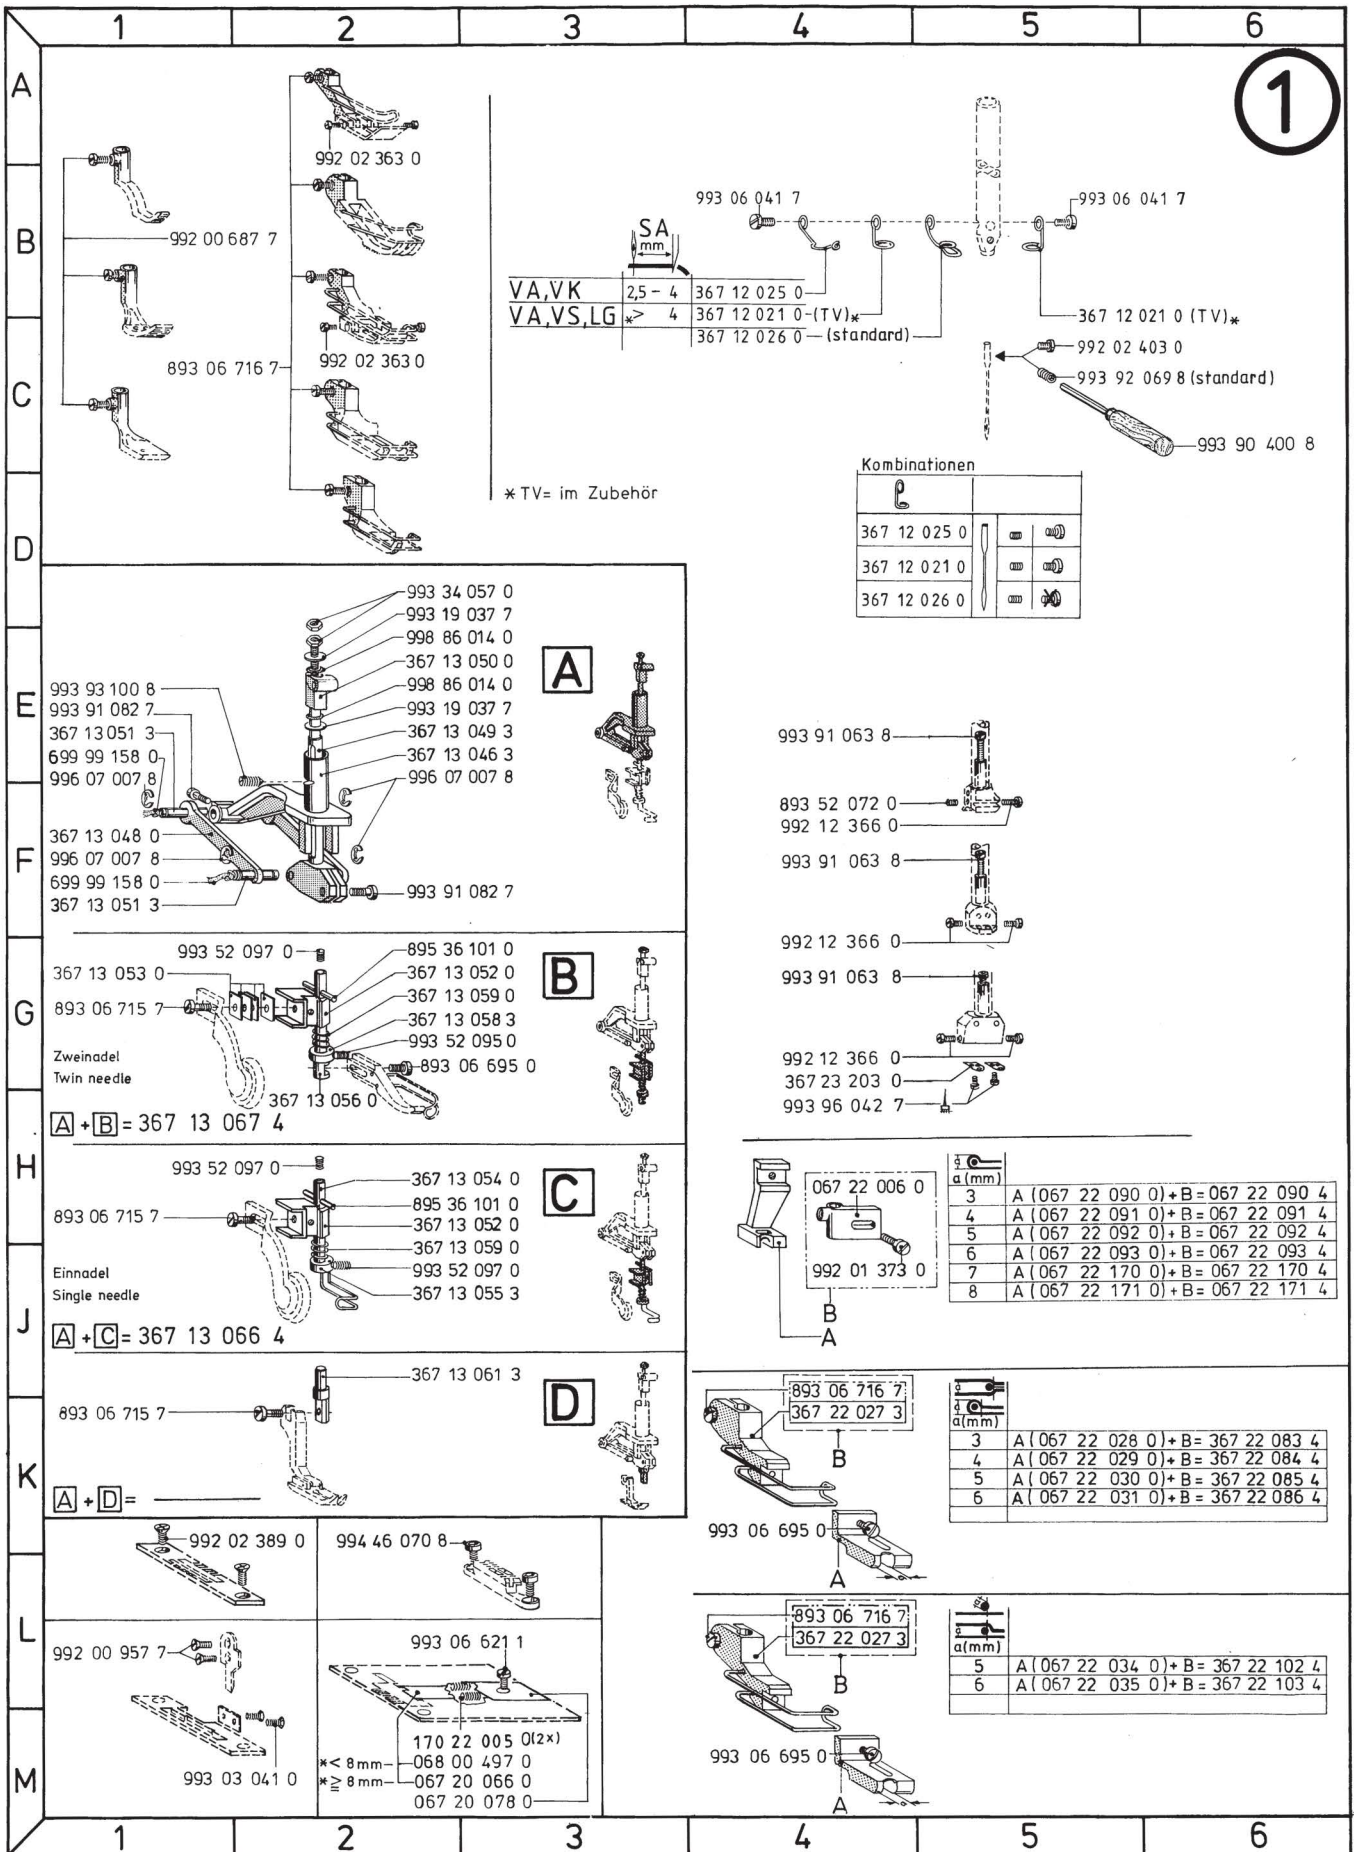 1 2 3 4 5 6
1
A
B
C
D
E
F
G
H
J
K
L
M
992 02 363 0
992 00 687 7
992 02 363 0
893 06 716 7
993 06 041 7
993 06 041 7
SA
mm
VA,VK 2,5 - 4 367 12 025 0
VA,VS,LG *> 4 367 12 021 0 (TV)*
367 12 026 0 (standard)
367 12 021 0 (TV)*
992 02 403 0
993 92 069 8 (standard)
993 90 400 8
* TV= im Zubehör
Kombinationen
367 12 025 0
367 12 021 0
367 12 026 0
A
993 34 057 0
993 19 037 7
998 86 014 0
367 13 050 0
998 86 014 0
993 19 037 7
367 13 049 3
367 13 046 3
996 07 007 8
993 93 100 8
993 91 082 7
367 13 051 3
699 99 158 0
996 07 007 8
367 13 048 0
996 07 007 8
699 99 158 0
367 13 051 3
993 91 082 7
993 91 063 8
893 52 072 0
992 12 366 0
993 91 063 8
992 12 366 0
993 91 063 8
992 12 366 0
367 23 203 0
993 96 042 7
B
993 52 097 0
367 13 053 0
893 06 715 7
895 36 101 0
367 13 052 0
367 13 059 0
367 13 058 3
993 52 095 0
893 06 695 0
367 13 056 0
Zweinadel
Twin needle
A + B = 367 13 067 4
C
993 52 097 0
893 06 715 7
367 13 054 0
895 36 101 0
367 13 052 0
367 13 059 0
993 52 097 0
367 13 055 3
Einnadel
Single needle
A + C = 367 13 066 4
D
367 13 061 3
893 06 715 7
A + D =
067 22 006 0
992 01 373 0
B
A
a
a (mm)
3 A (067 22 090 0) + B = 067 22 090 4
4 A (067 22 091 0) + B = 067 22 091 4
5 A (067 22 092 0) + B = 067 22 092 4
6 A (067 22 093 0) + B = 067 22 093 4
7 A (067 22 170 0) + B = 067 22 170 4
8 A (067 22 171 0) + B = 067 22 171 4
893 06 716 7
367 22 027 3
B
993 06 695 0
A
a
a
a(mm)
3 A (067 22 028 0) + B = 367 22 083 4
4 A (067 22 029 0) + B = 367 22 084 4
5 A (067 22 030 0) + B = 367 22 085 4
6 A (067 22 031 0) + B = 367 22 086 4
893 06 716 7
367 22 027 3
B
993 06 695 0
A
a
a(mm)
5 A (067 22 034 0) + B = 367 22 102 4
6 A (067 22 035 0) + B = 367 22 103 4
992 02 389 0
994 46 070 8
992 00 957 7
993 03 041 0
993 06 621 1
170 22 005 0(2x)
* < 8mm 068 00 497 0
* ≧ 8mm 067 20 066 0
067 20 078 0
1 2 3 4 5 6